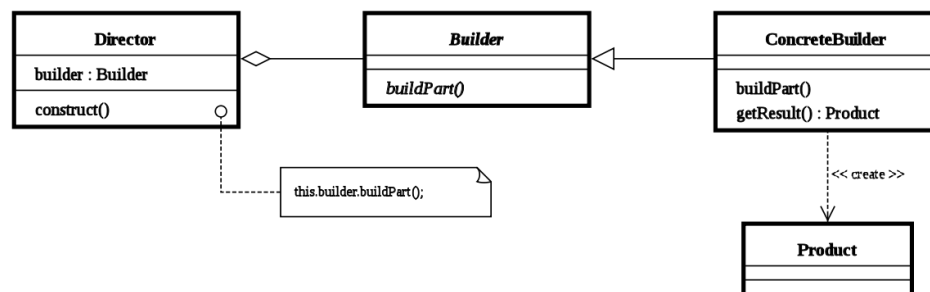 Director
builder : Builder
construct()
Builder
buildPart()
ConcreteBuilder
buildPart()
getResult() : Product
this.builder.buildPart();
<< create >>
Product